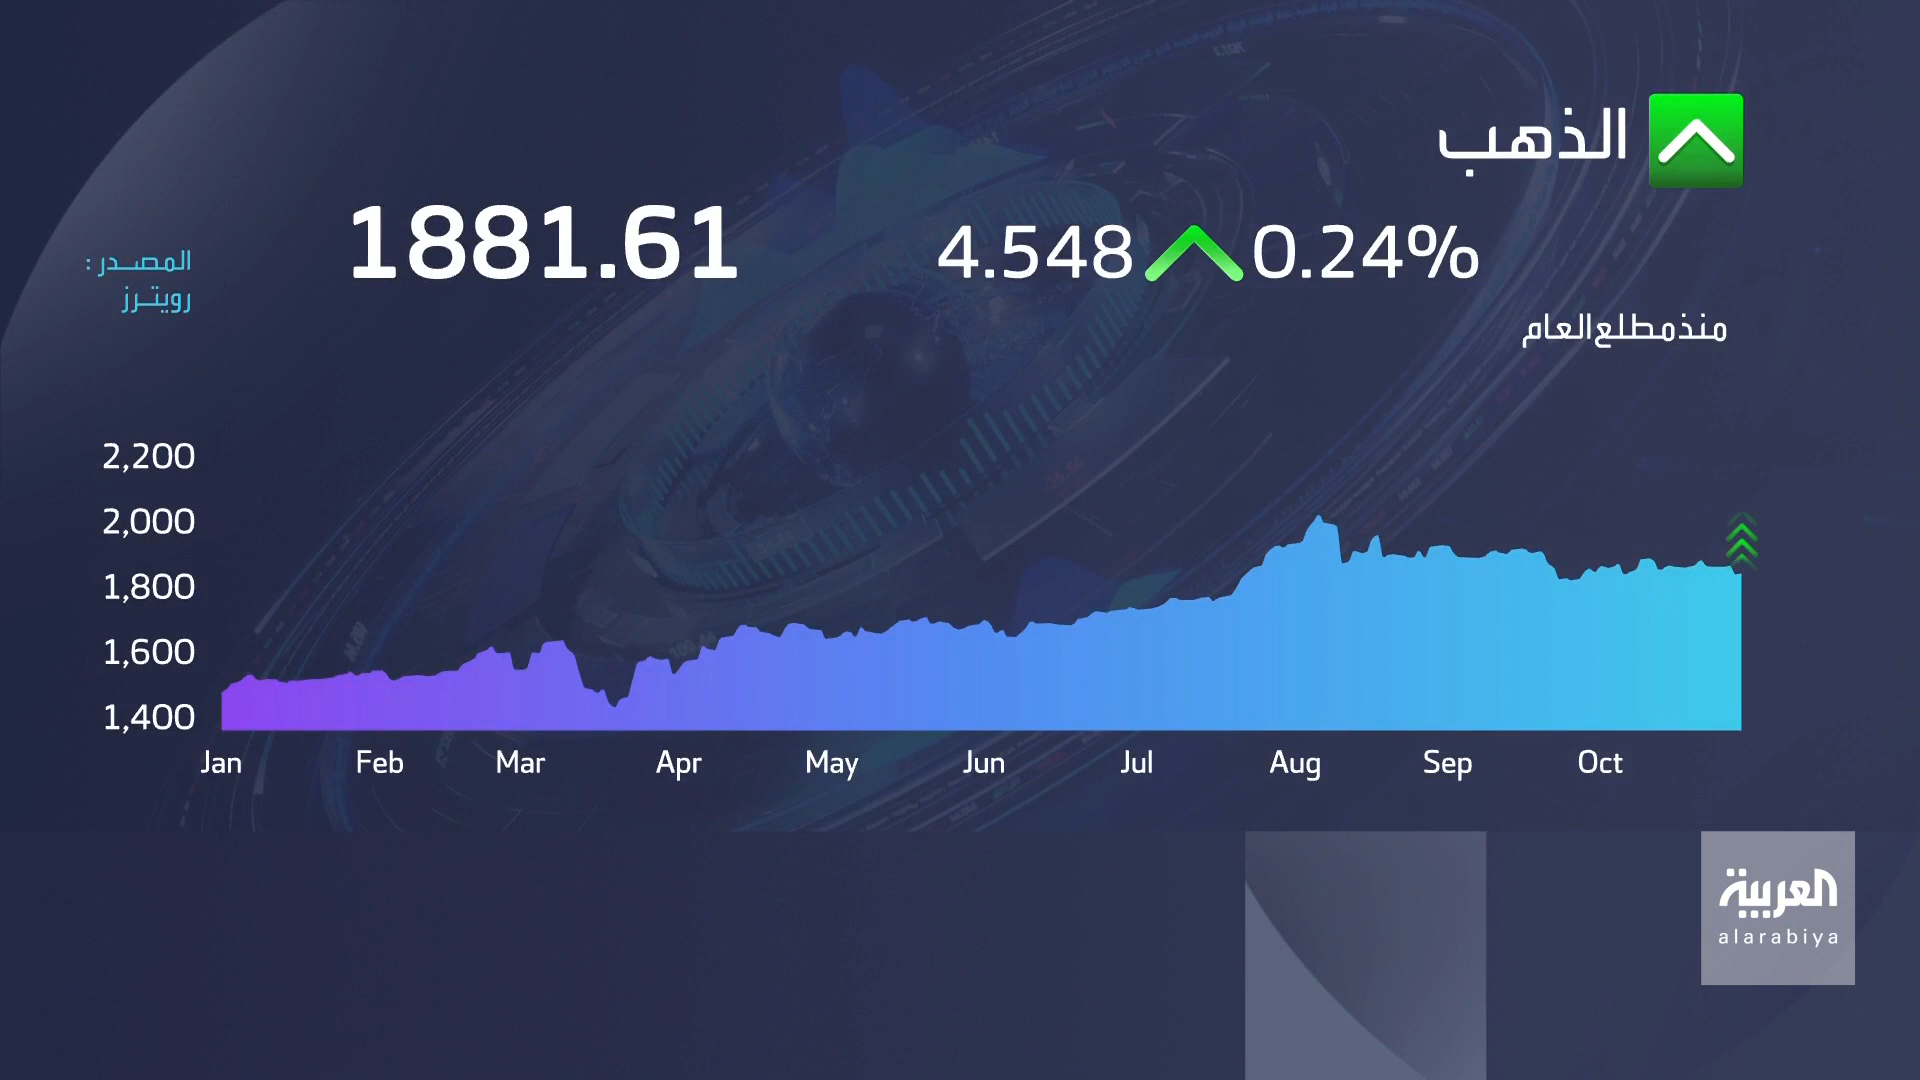 الذهب
1881.61
4.548
0.24%
المصدر :
رويترز
منذ مطلع العام
2,200
2,000
1,800
1,600
1,400
Jan Feb Mar Apr May Jun Jul Aug Sep Oct
العربية
alarabiya